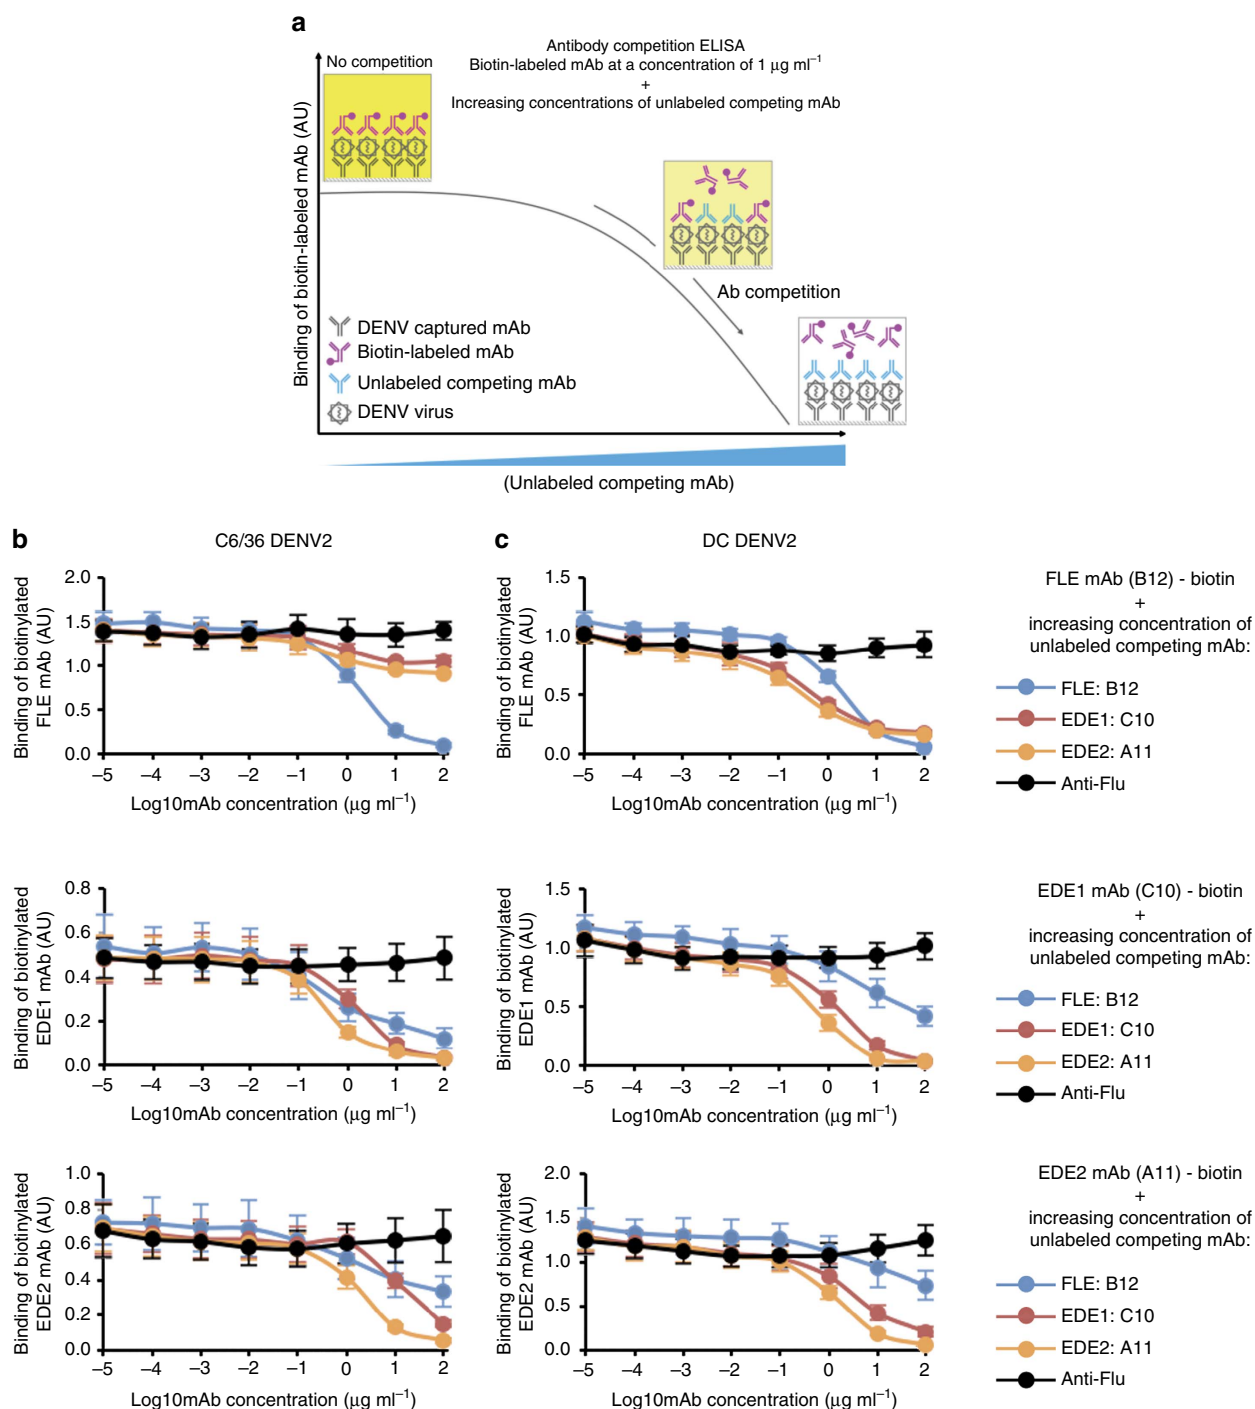 a
No competition
Antibody competition ELISA
Biotin-labeled mAb at a concentration of 1 μg ml−1
+
Increasing concentrations of unlabeled competing mAb
Binding of biotin-labeled mAb (AU)
Ab competition
DENV captured mAb
Biotin-labeled mAb
Unlabeled competing mAb
DENV virus
(Unlabeled competing mAb)
b
C6/36 DENV2
c
DC DENV2
Binding of biotinylated
FLE mAb (AU)
2.0
1.5
1.0
0.5
0.0
−5 −4 −3 −2 −1 0 1 2
Log10mAb concentration (μg ml−1)
Binding of biotinylated
FLE mAb (AU)
1.5
1.0
0.5
0.0
−5 −4 −3 −2 −1 0 1 2
Log10mAb concentration (μg ml−1)
FLE mAb (B12) - biotin
+
increasing concentration of
unlabeled competing mAb:
FLE: B12
EDE1: C10
EDE2: A11
Anti-Flu
Binding of biotinylated
EDE1 mAb (AU)
0.8
0.6
0.4
0.2
0.0
−5 −4 −3 −2 −1 0 1 2
Log10mAb concentration (μg ml−1)
Binding of biotinylated
EDE1 mAb (AU)
1.5
1.0
0.5
0.0
−5 −4 −3 −2 −1 0 1 2
Log10mAb concentration (μg ml−1)
EDE1 mAb (C10) - biotin
+
increasing concentration of
unlabeled competing mAb:
FLE: B12
EDE1: C10
EDE2: A11
Anti-Flu
Binding of biotinylated
EDE2 mAb (AU)
1.0
0.8
0.6
0.4
0.2
0.0
−5 −4 −3 −2 −1 0 1 2
Log10mAb concentration (μg ml−1)
Binding of biotinylated
EDE2 mAb (AU)
2.0
1.5
1.0
0.5
0.0
−5 −4 −3 −2 −1 0 1 2
Log10mAb concentration (μg ml−1)
EDE2 mAb (A11) - biotin
+
increasing concentration of
unlabeled competing mAb:
FLE: B12
EDE1: C10
EDE2: A11
Anti-Flu